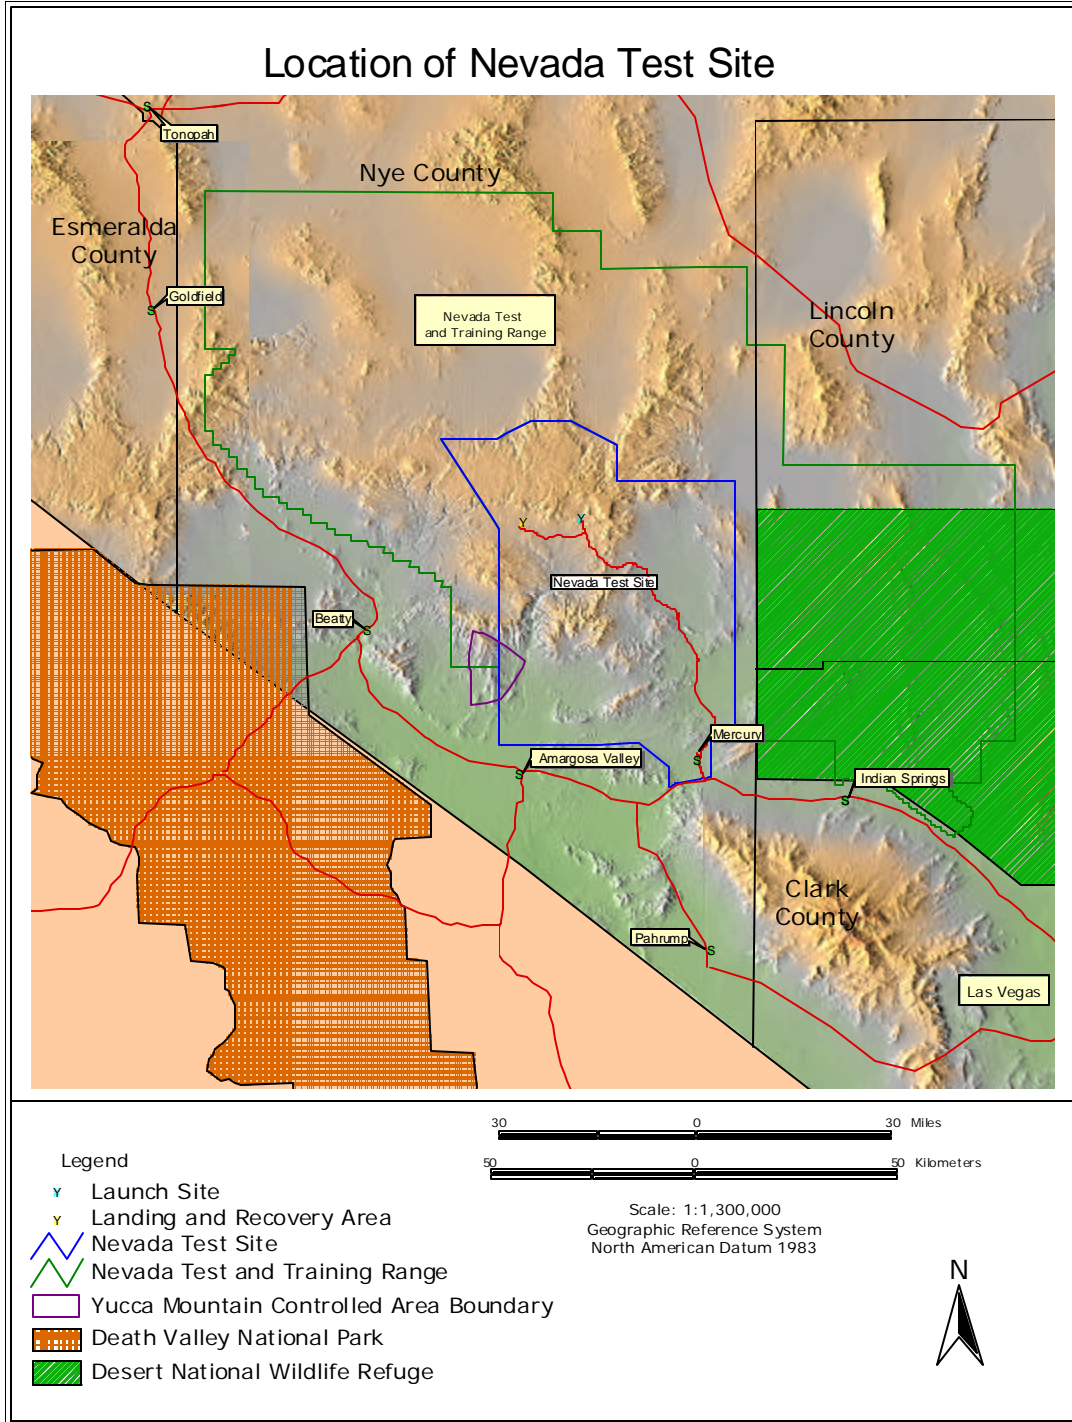 Location of Nevada Test Site
S
Tonopah
Nye County
Esmeralda
County
Goldfield
S
Nevada Test
and Training Range
Lincoln
County
Y
Y
Nevada Test Site
Beatty
S
Mercury
S
Amargosa Valley
S
Indian Springs
S
Clark
County
Pahrump
S
Las Vegas
30 0 30 Miles
50 0 50 Kilometers
Scale: 1:1,300,000
Geographic Reference System
North American Datum 1983
N
Legend
Y Launch Site
Y Landing and Recovery Area
Nevada Test Site
Nevada Test and Training Range
Yucca Mountain Controlled Area Boundary
Death Valley National Park
Desert National Wildlife Refuge